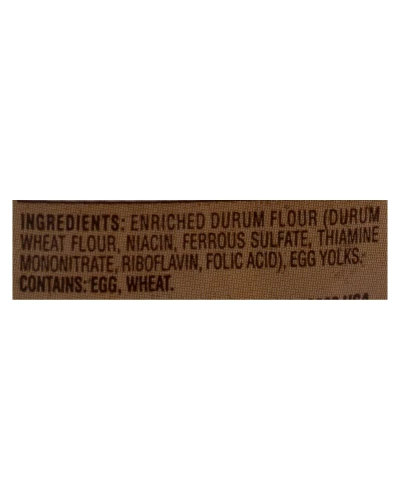 INGREDIENTS: ENRICHED DURUM FLOUR (DURUM
WHEAT FLOUR, NIACIN, FERROUS SULFATE, THIAMINE
MONONITRATE, RIBOFLAVIN, FOLIC ACID), EGG YOLKS.
CONTAINS: EGG, WHEAT.
USA